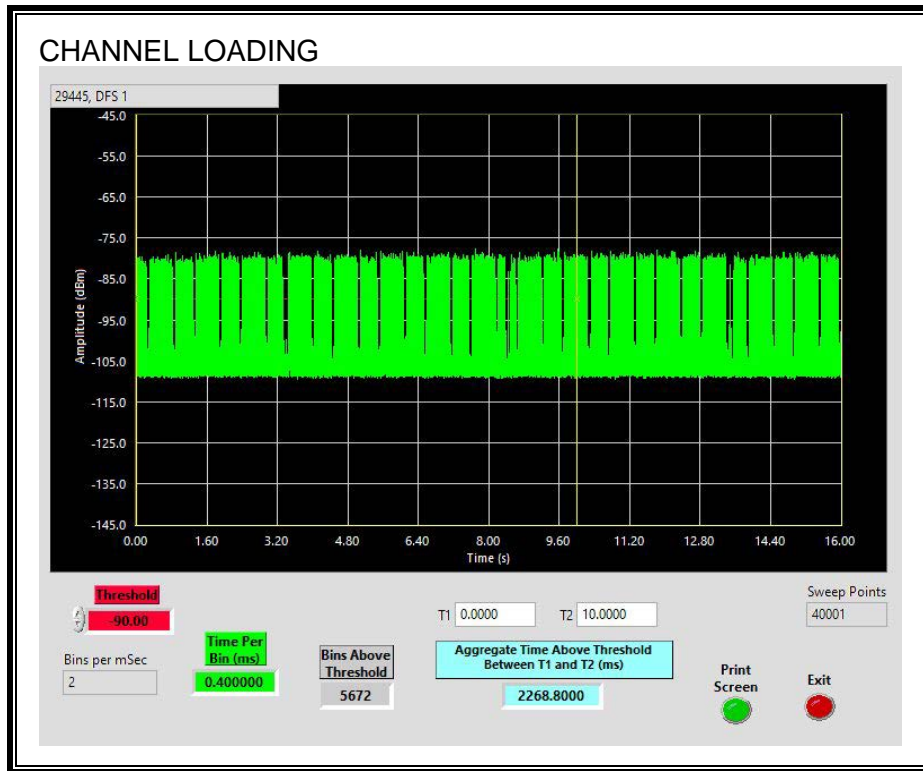 CHANNEL LOADING
29445, DFS 1
-45.0
-55.0
-65.0
-75.0
-85.0
-95.0
-105.0
-115.0
-125.0
-135.0
-145.0
Amplitude (dBm)
0.00 1.60 3.20 4.80 6.40 8.00 9.60 11.20 12.80 14.40 16.00
Time (s)
Threshold
-90.00
Bins per mSec
2
Time Per
Bin (ms)
0.400000
Bins Above
Threshold
5672
T1 0.0000 T2 10.0000
Aggregate Time Above Threshold
Between T1 and T2 (ms)
2268.8000
Sweep Points
40001
Print
Screen
Exit